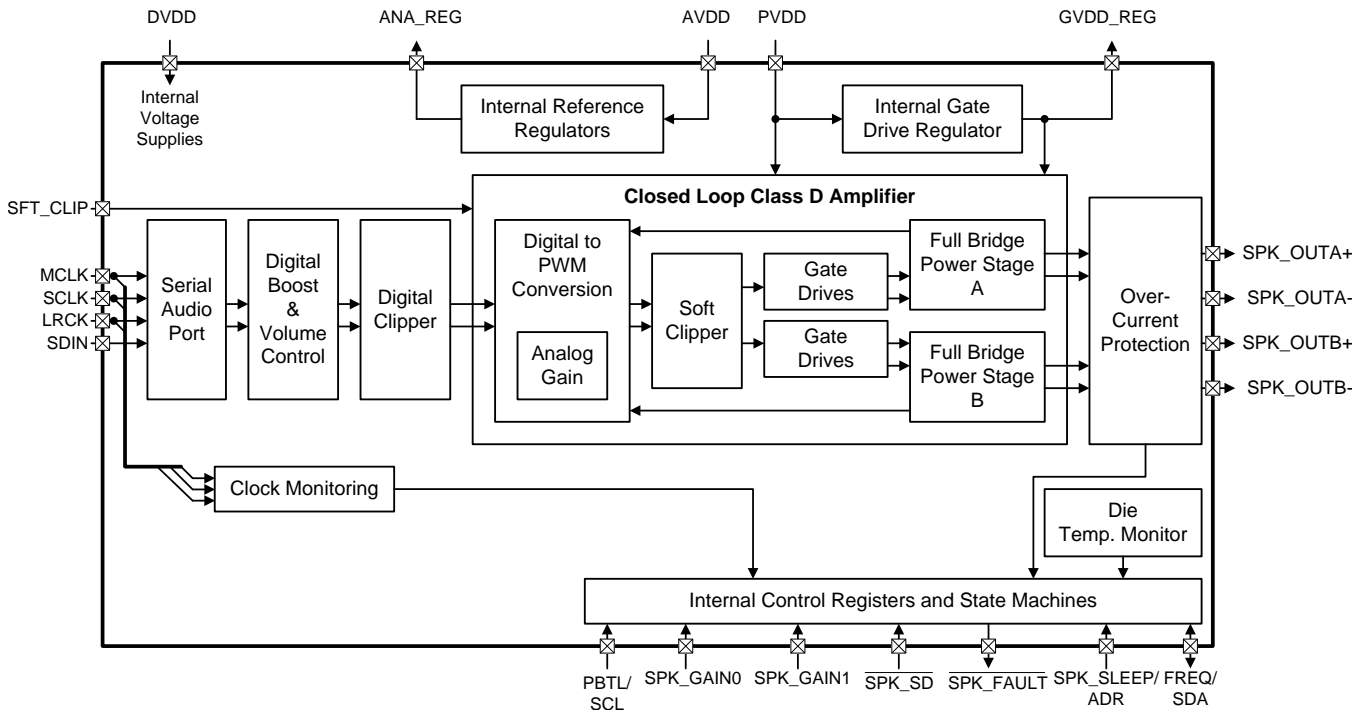 DVDD
ANA_REG
AVDD
PVDD
GVDD_REG
Internal
Voltage
Supplies
Internal Reference
Regulators
Internal Gate
Drive Regulator
SFT_CLIP
MCLK
SCLK
LRCK
SDIN
Serial
Audio
Port
Digital
Boost
&
Volume
Control
Digital
Clipper
Closed Loop Class D Amplifier
Digital to
PWM
Conversion
Analog
Gain
Soft
Clipper
Gate
Drives
Gate
Drives
Full Bridge
Power Stage
A
Full Bridge
Power Stage
B
Over-
Current
Protection
SPK_OUTA+
SPK_OUTA-
SPK_OUTB+
SPK_OUTB-
Clock Monitoring
Die
Temp. Monitor
Internal Control Registers and State Machines
PBTL/
SCL
SPK_GAIN0
SPK_GAIN1
SPK_SD
SPK_FAULT
SPK_SLEEP/
ADR
FREQ/
SDA